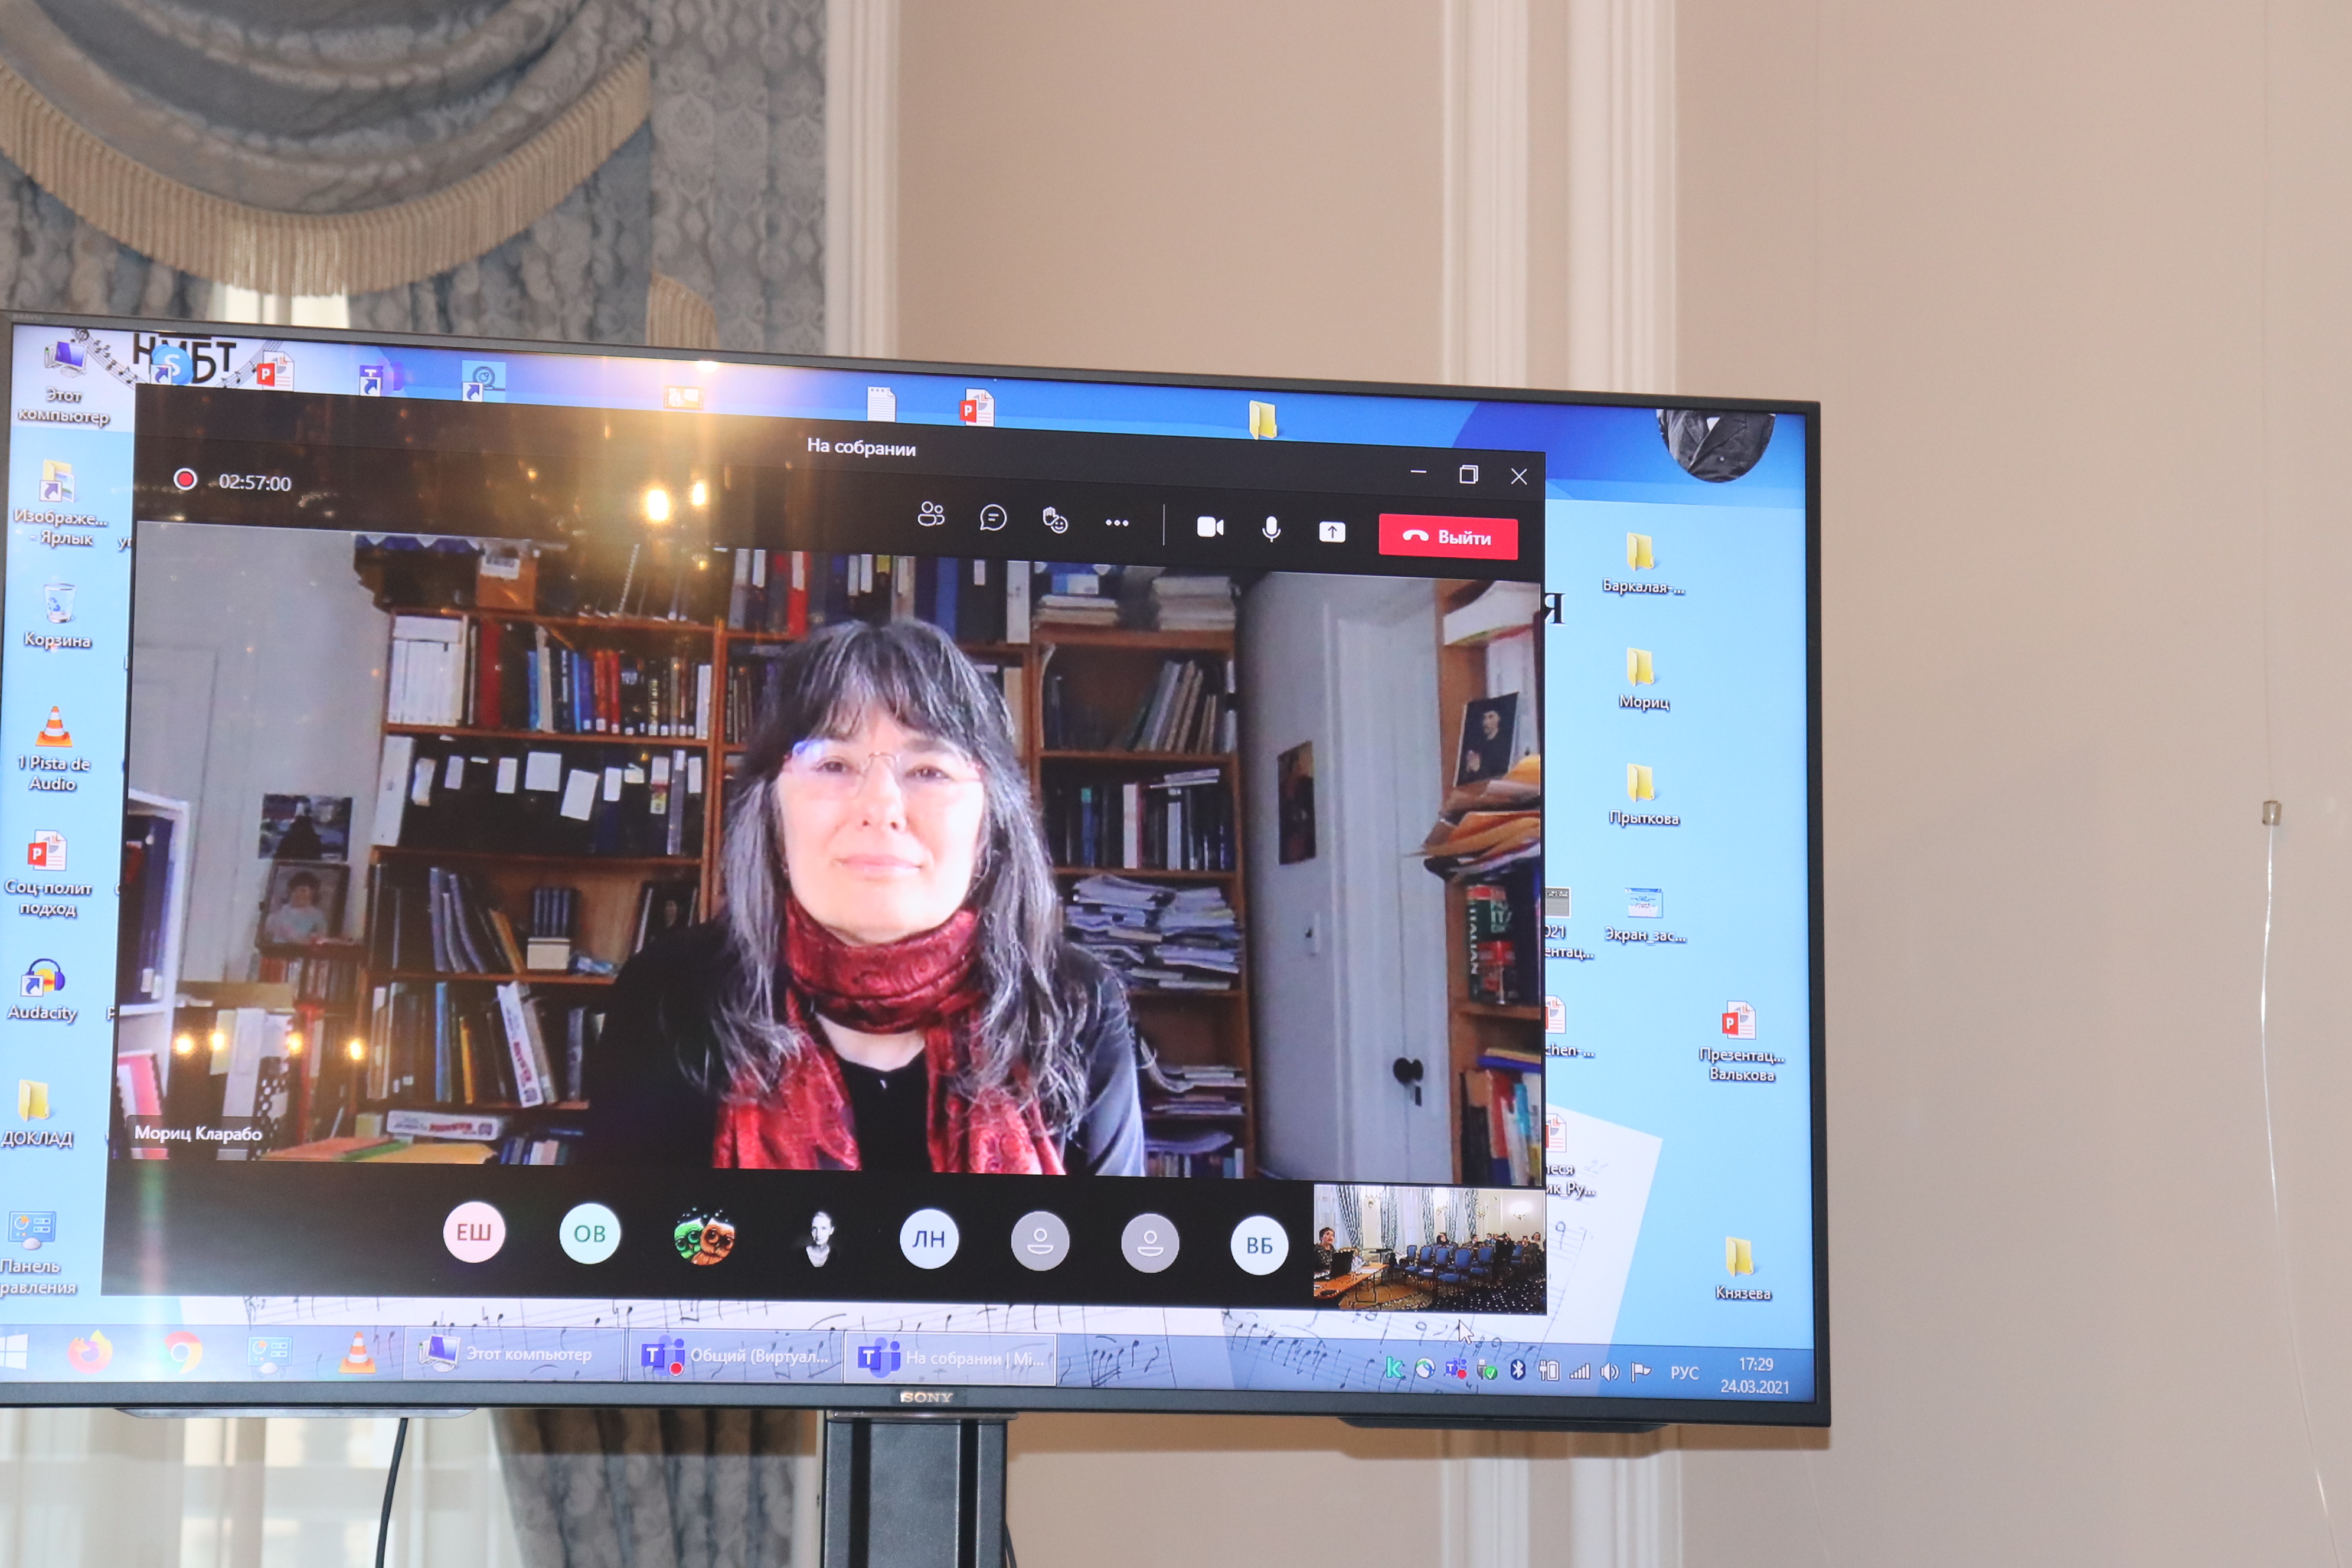 BRAVIA
НМБТ
Этот
компьютер
На собрании
02:57:00
Выйти
Изображе...
- Ярлык
Корзина
1 Pista de
Audio
Соц-полит
подход
Audacity
ДОКЛАД
Панель
Я
Баркалая-...
Мориц
Прыткова
Экран_зас...
Презентац...
Валькова
Князева
ITALIAN
Мориц Кларабо
ЕШ
ОВ
ЛН
ВБ
Этот компьютер
Общий (Виртуал...
На собрании | Mi...
РУС
17:29
24.03.2021
SONY